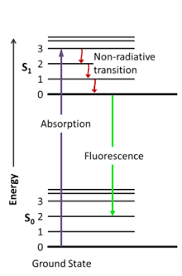 3
Non-radiative
S1
2
transition
1
0
Absorption
Fluorescence
Energy
3
S0
2
1
0
Ground State